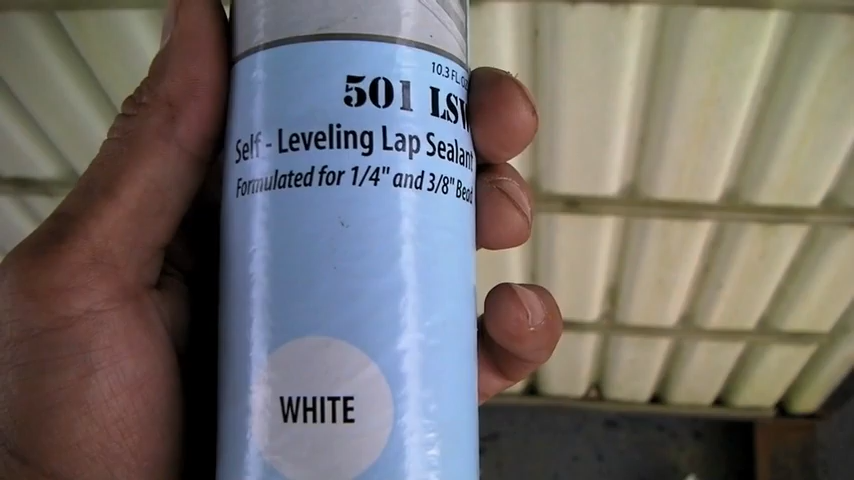 10.3 FL.
501 LSW
Self - Leveling Lap Sealant
Formulated for 1/4" and 3/8" Bead
WHITE